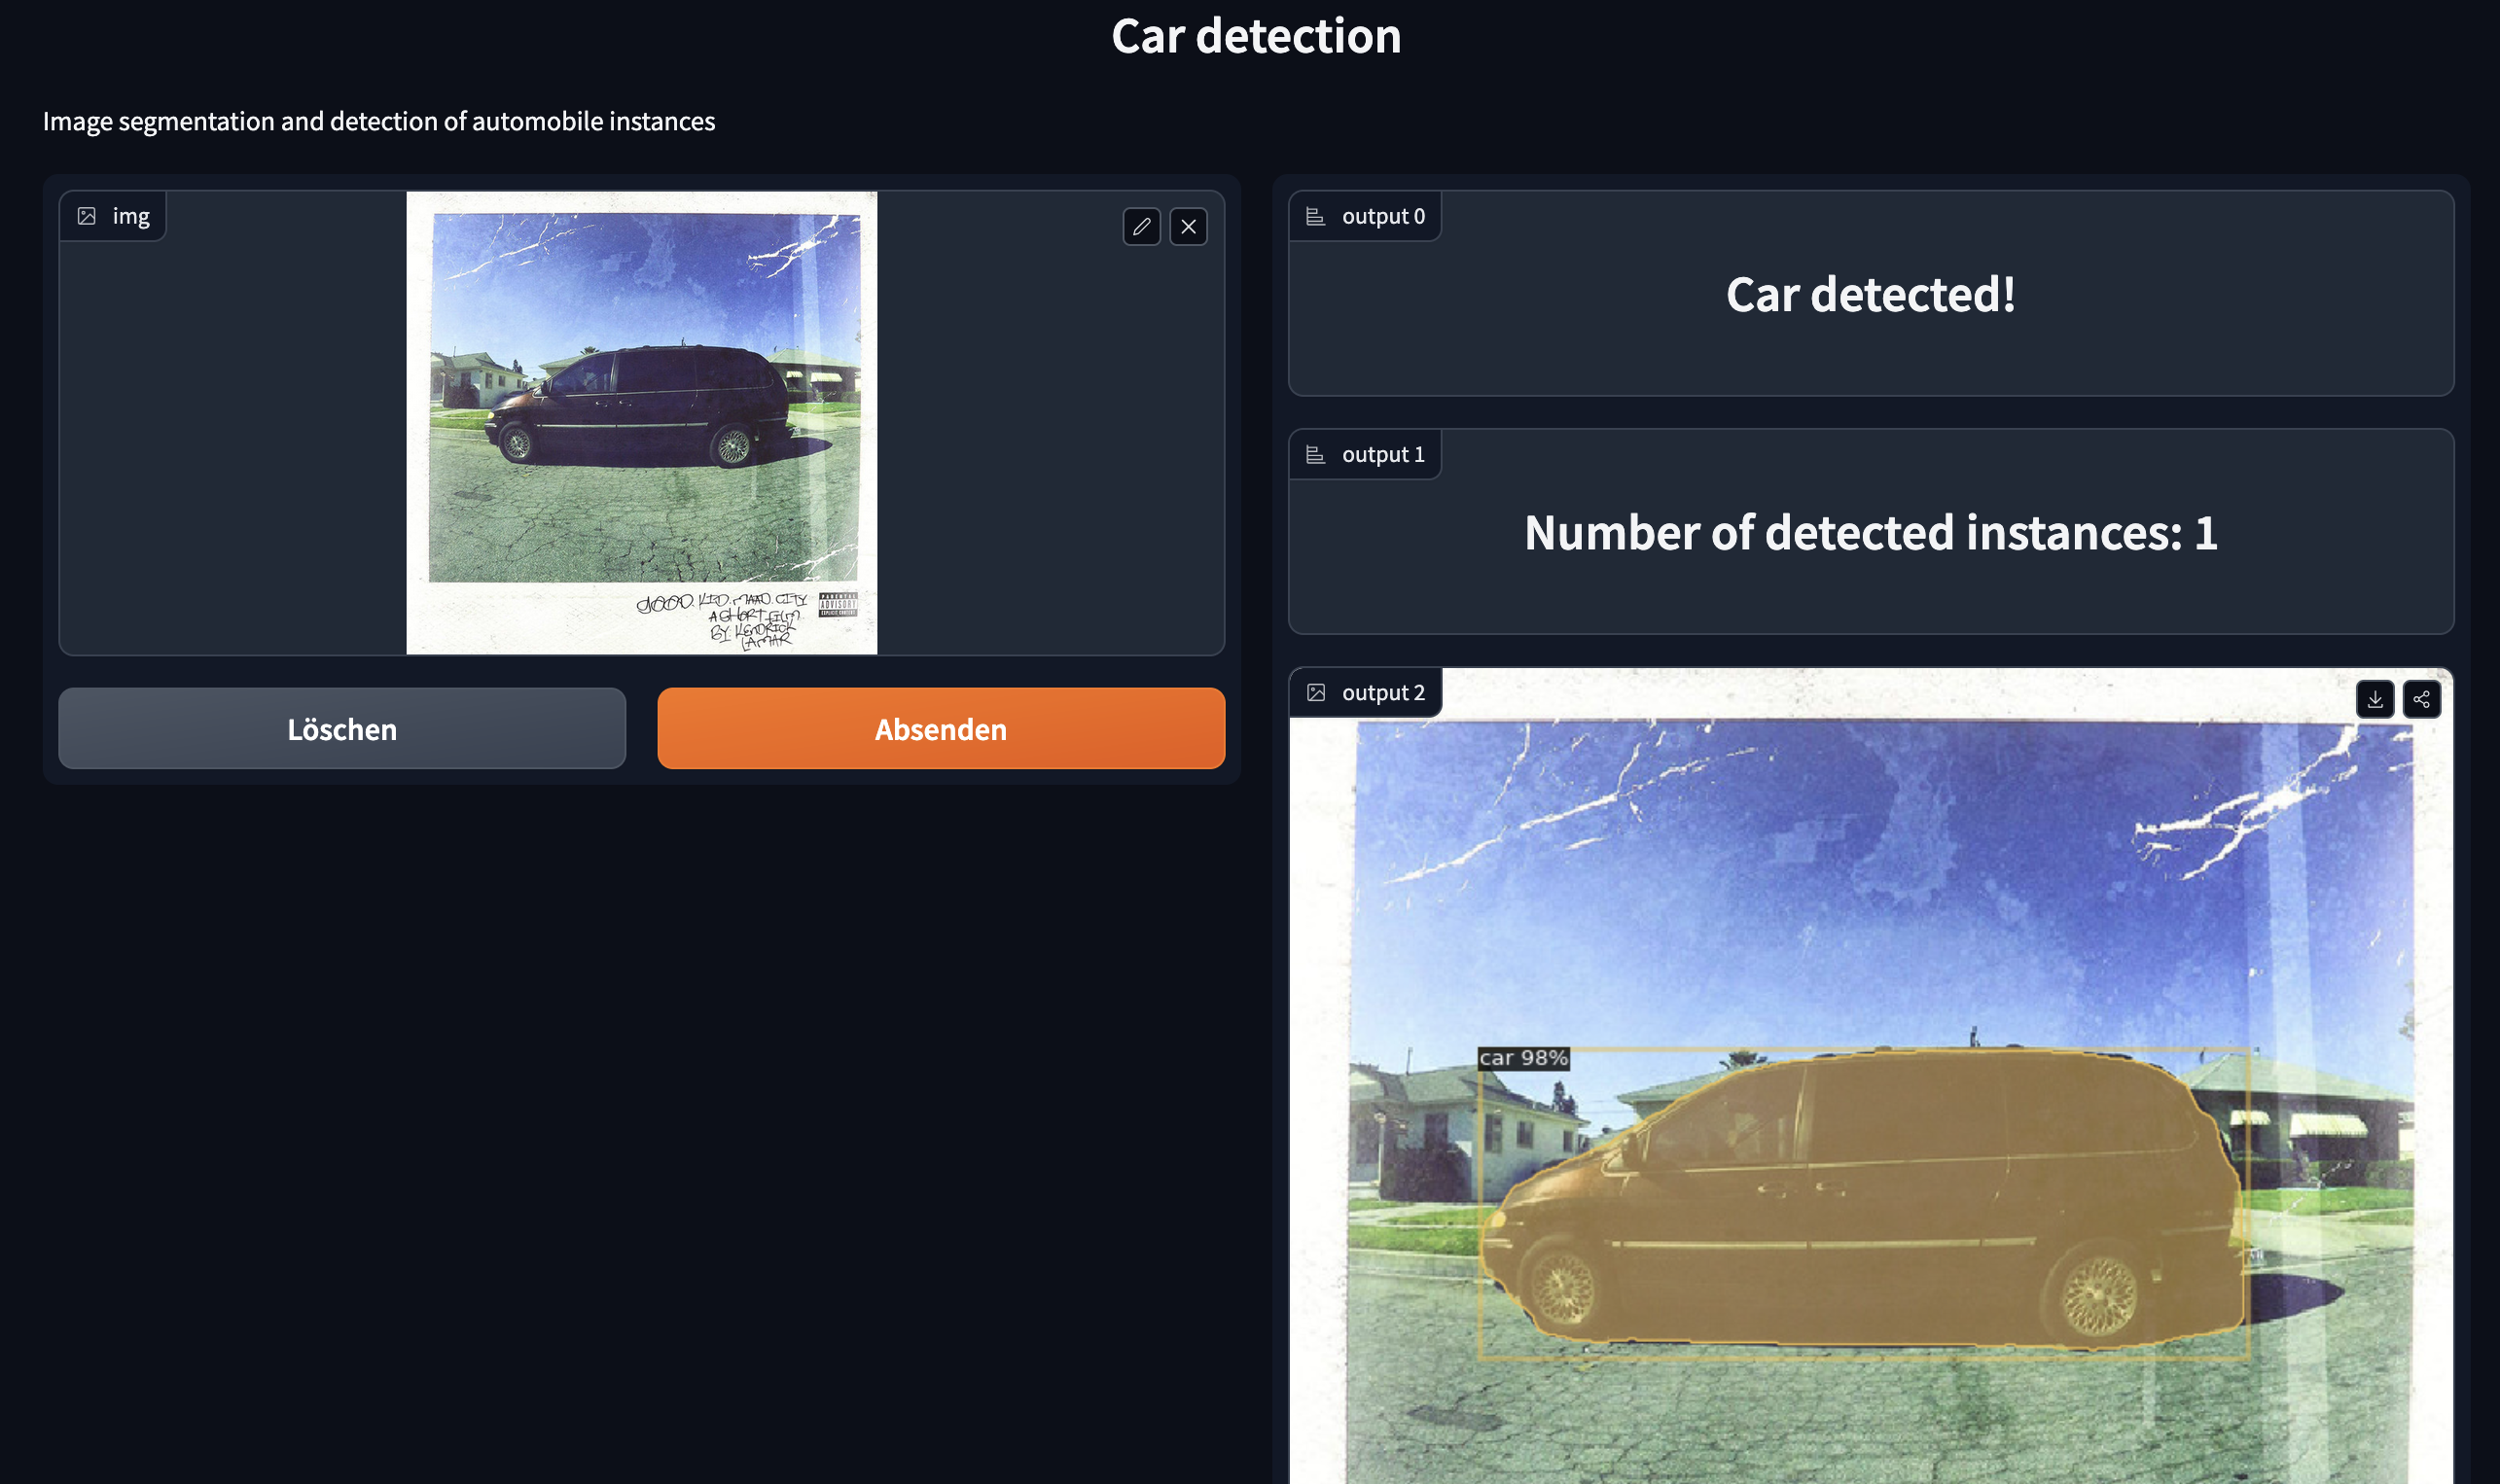 Car detection
Image segmentation and detection of automobile instances
img
gOOD. KID. MAAD. CITY
A SHORT FILM
BY. KENDRICK
LAMAR
PARENTAL
ADVISORY
EXPLICIT CONTENT
Löschen
Absenden
output 0
Car detected!
output 1
Number of detected instances: 1
output 2
car 98%